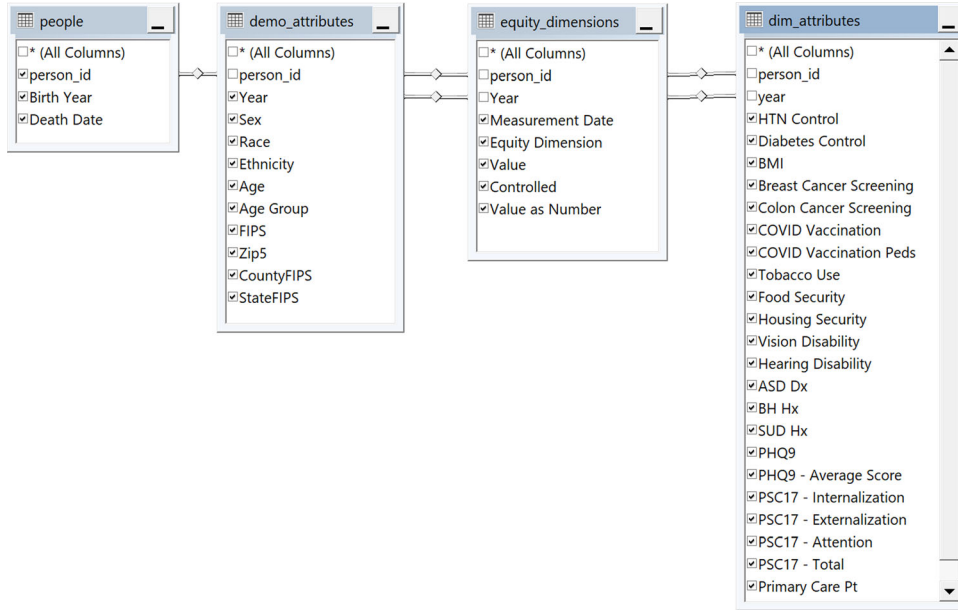 people
* (All Columns)
person_id
Birth Year
Death Date
demo_attributes
* (All Columns)
person_id
Year
Sex
Race
Ethnicity
Age
Age Group
FIPS
Zip5
CountyFIPS
StateFIPS
equity_dimensions
* (All Columns)
person_id
Year
Measurement Date
Equity Dimension
Value
Controlled
Value as Number
dim_attributes
* (All Columns)
person_id
year
HTN Control
Diabetes Control
BMI
Breast Cancer Screening
Colon Cancer Screening
COVID Vaccination
COVID Vaccination Peds
Tobacco Use
Food Security
Housing Security
Vision Disability
Hearing Disability
ASD Dx
BH Hx
SUD Hx
PHQ9
PHQ9 - Average Score
PSC17 - Internalization
PSC17 - Externalization
PSC17 - Attention
PSC17 - Total
Primary Care Pt